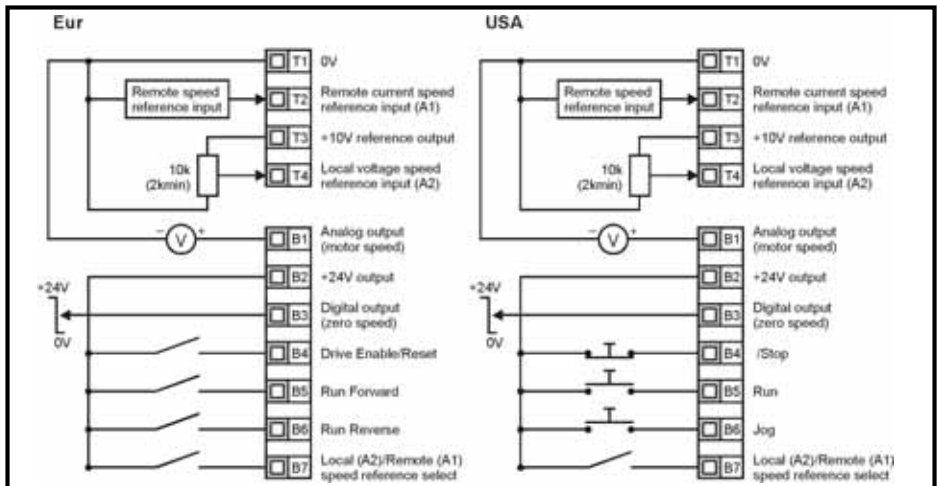 Eur
T1 0V
Remote speed
reference input
T2 Remote current speed
reference input (A1)
T3 +10V reference output
10k
(2kmin)
T4 Local voltage speed
reference input (A2)
− V +
B1 Analog output
(motor speed)
B2 +24V output
+24V
0V
B3 Digital output
(zero speed)
B4 Drive Enable/Reset
B5 Run Forward
B6 Run Reverse
B7 Local (A2)/Remote (A1)
speed reference select
USA
T1 0V
Remote speed
reference input
T2 Remote current speed
reference input (A1)
T3 +10V reference output
10k
(2kmin)
T4 Local voltage speed
reference input (A2)
− V +
B1 Analog output
(motor speed)
B2 +24V output
+24V
0V
B3 Digital output
(zero speed)
B4 /Stop
B5 Run
B6 Jog
B7 Local (A2)/Remote (A1)
speed reference select